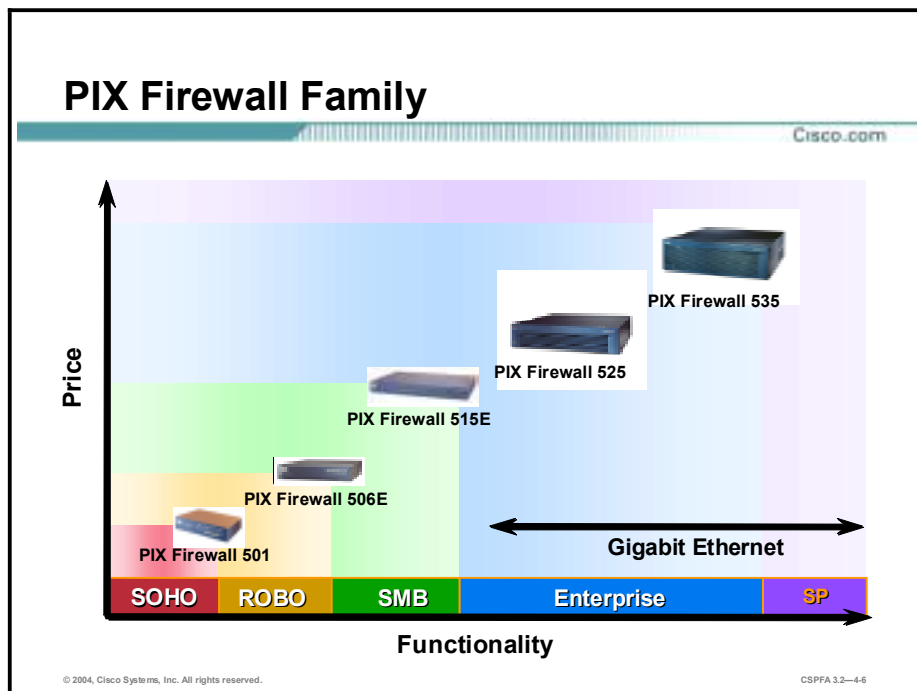 PIX Firewall Family
Cisco.com
Price
PIX Firewall 535
PIX Firewall 525
PIX Firewall 515E
PIX Firewall 506E
PIX Firewall 501
Gigabit Ethernet
SOHO
ROBO
SMB
Enterprise
SP
Functionality
© 2004, Cisco Systems, Inc. All rights reserved.
CSPFA 3.2—4-6